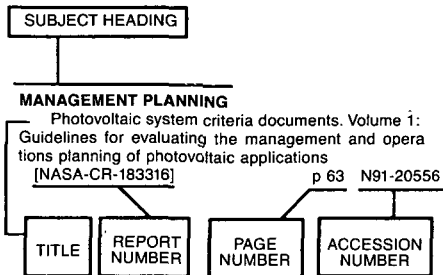 SUBJECT HEADING
MANAGEMENT PLANNING
Photovoltaic system criteria documents. Volume 1:
Guidelines for evaluating the management and opera
tions planning of photovoltaic applications
[NASA-CR-183316] p 63 N91-20556
TITLE
REPORT NUMBER
PAGE NUMBER
ACCESSION NUMBER